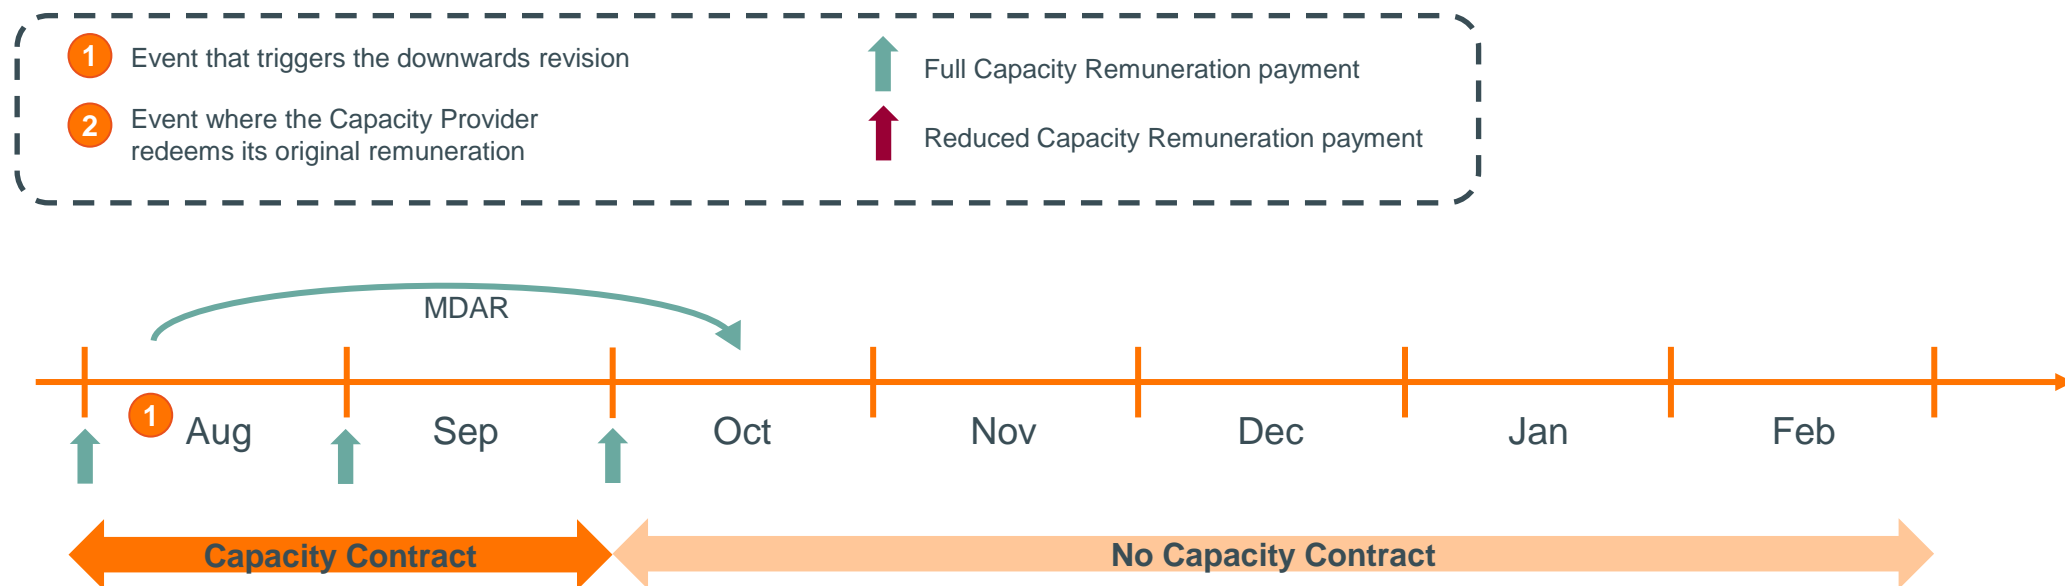 1 Event that triggers the downwards revision
2 Event where the Capacity Provider
redeems its original remuneration
Full Capacity Remuneration payment
Reduced Capacity Remuneration payment
MDAR
1
Aug Sep Oct Nov Dec Jan Feb
Capacity Contract No Capacity Contract